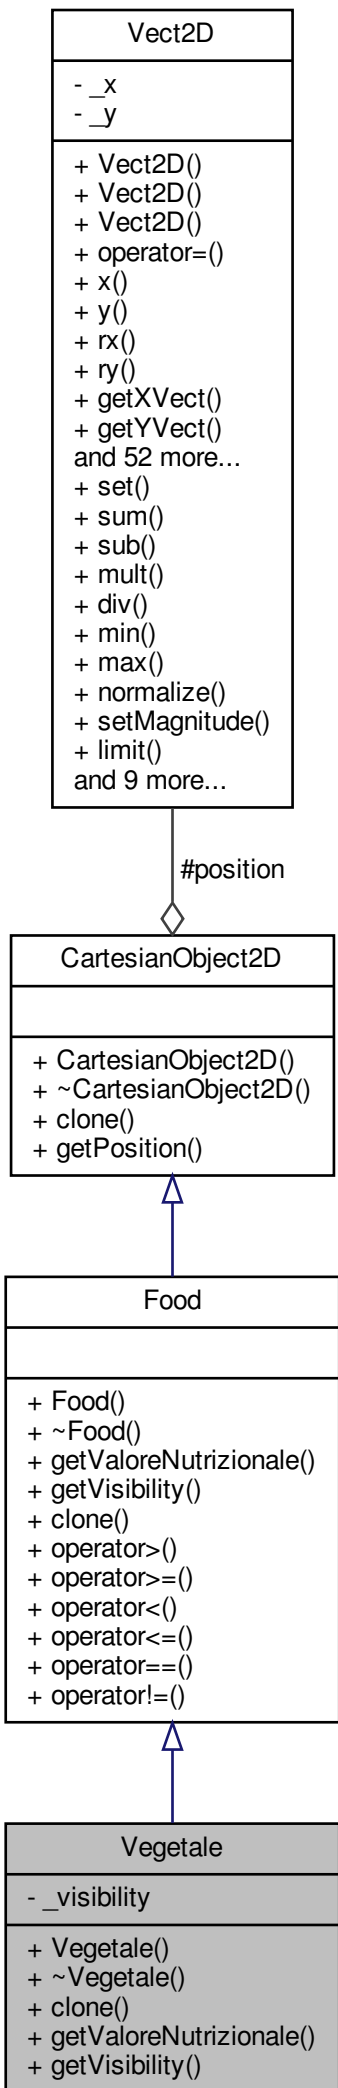 Vect2D
- _x
- _y
+ Vect2D()
+ Vect2D()
+ Vect2D()
+ operator=()
+ x()
+ y()
+ rx()
+ ry()
+ getXVect()
+ getYVect()
and 52 more...
+ set()
+ sum()
+ sub()
+ mult()
+ div()
+ min()
+ max()
+ normalize()
+ setMagnitude()
+ limit()
and 9 more...
#position
CartesianObject2D
+ CartesianObject2D()
+ ~CartesianObject2D()
+ clone()
+ getPosition()
Food
+ Food()
+ ~Food()
+ getValoreNutrizionale()
+ getVisibility()
+ clone()
+ operator>()
+ operator>=()
+ operator<()
+ operator<=()
+ operator==()
+ operator!=()
Vegetale
- _visibility
+ Vegetale()
+ ~Vegetale()
+ clone()
+ getValoreNutrizionale()
+ getVisibility()